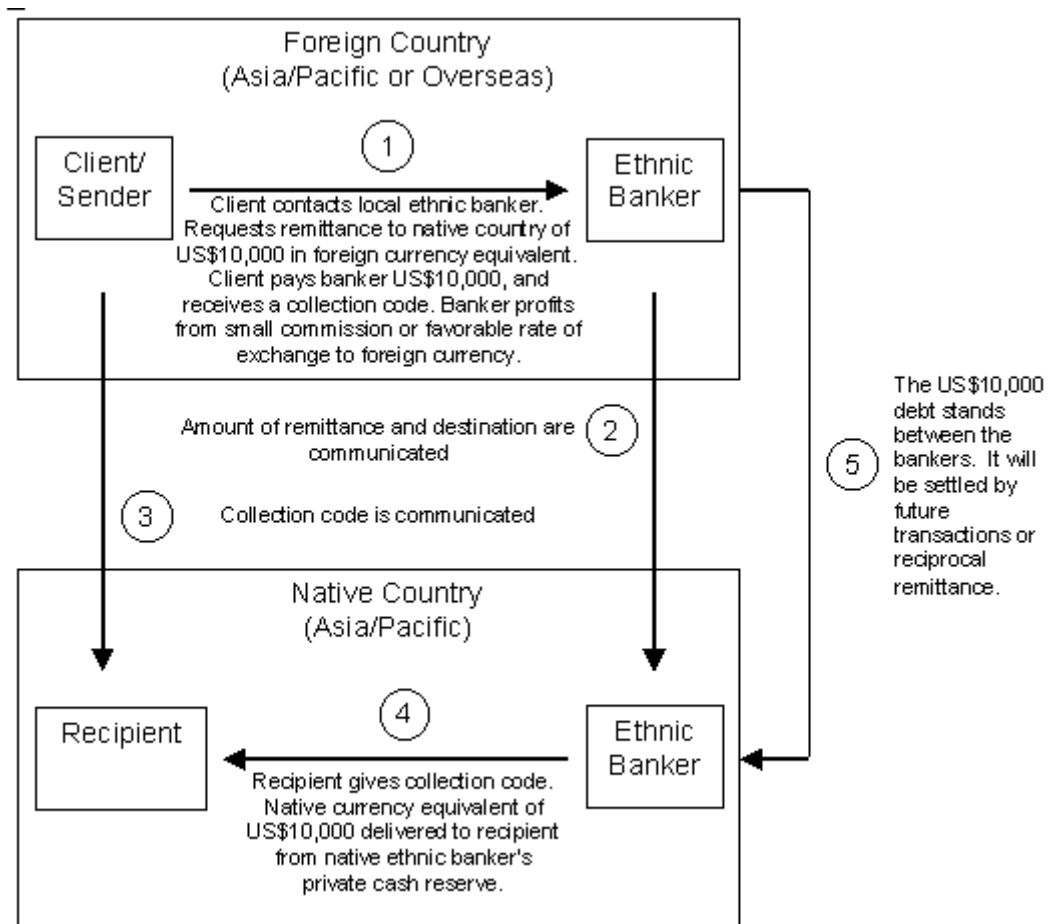 Foreign Country
(Asia/Pacific or Overseas)
1
Client/
Sender
Ethnic
Banker
Client contacts local ethnic banker.
Requests remittance to native country of
US$10,000 in foreign currency equivalent.
Client pays banker US$10,000, and
receives a collection code. Banker profits
from small commission or favorable rate of
exchange to foreign currency.
Amount of remittance and destination are
communicated
2
3
Collection code is communicated
5
The US$10,000
debt stands
between the
bankers. It will
be settled by
future
transactions or
reciprocal
remittance.
Native Country
(Asia/Pacific)
4
Recipient
Ethnic
Banker
Recipient gives collection code.
Native currency equivalent of
US$10,000 delivered to recipient
from native ethnic banker's
private cash reserve.